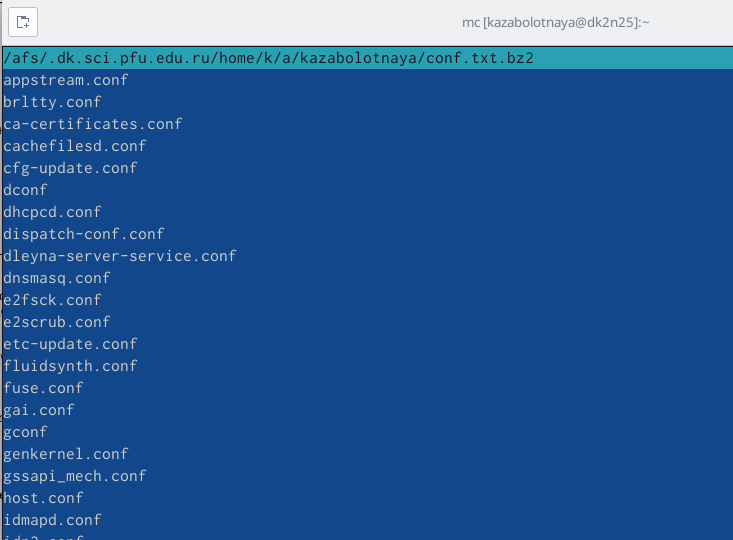 mc [kazabolotnaya@dk2n25]:~
/afs/.dk.sci.pfu.edu.ru/home/k/a/kazabolotnaya/conf.txt.bz2
appstream.conf
brltty.conf
ca-certificates.conf
cachefilesd.conf
cfg-update.conf
dconf
dhcpcd.conf
dispatch-conf.conf
dleyna-server-service.conf
dnsmasq.conf
e2fsck.conf
e2scrub.conf
etc-update.conf
fluidsynth.conf
fuse.conf
gai.conf
gconf
genkernel.conf
gssapi_mech.conf
host.conf
idmapd.conf